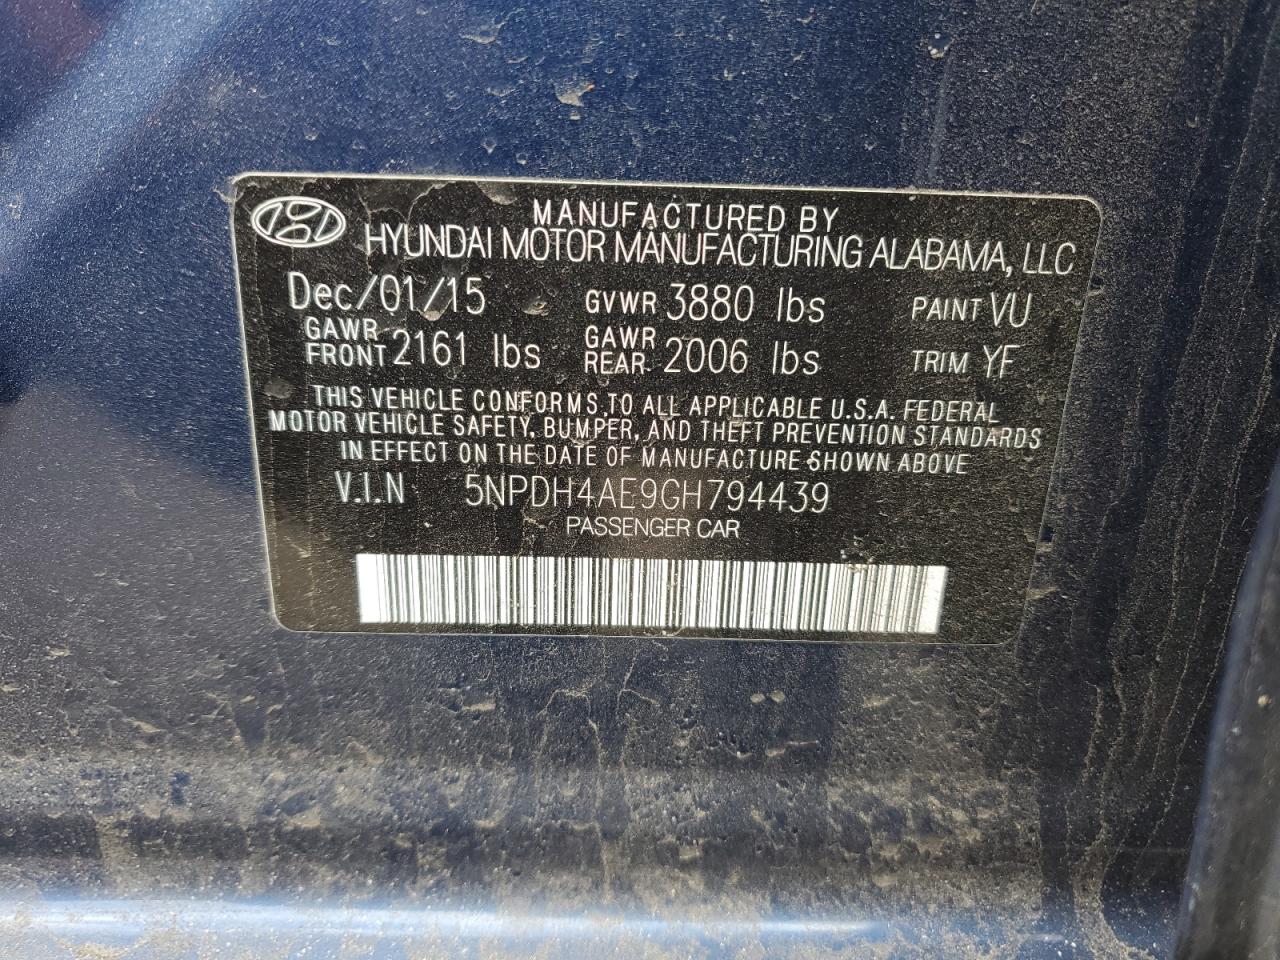 MANUFACTURED BY
HYUNDAI MOTOR MANUFACTURING ALABAMA, LLC
Dec/01/15 GVWR 3880 lbs PAINT VU
GAWR FRONT 2161 lbs GAWR REAR 2006 lbs TRIM YF
THIS VEHICLE CONFORMS TO ALL APPLICABLE U.S.A. FEDERAL
MOTOR VEHICLE SAFETY, BUMPER, AND THEFT PREVENTION STANDARDS
IN EFFECT ON THE DATE OF MANUFACTURE SHOWN ABOVE
V.I.N 5NPDH4AE9GH794439
PASSENGER CAR